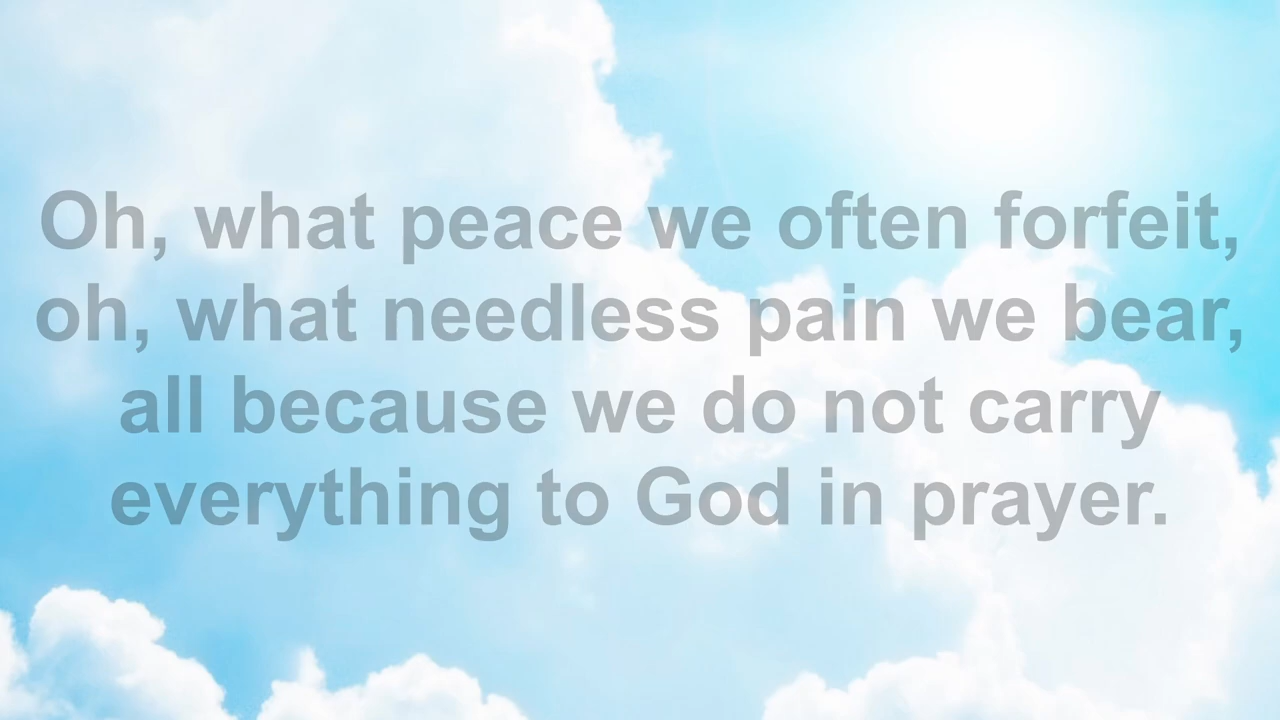 Oh, what peace we often forfeit,
oh, what needless pain we bear,
all because we do not carry
everything to God in prayer.